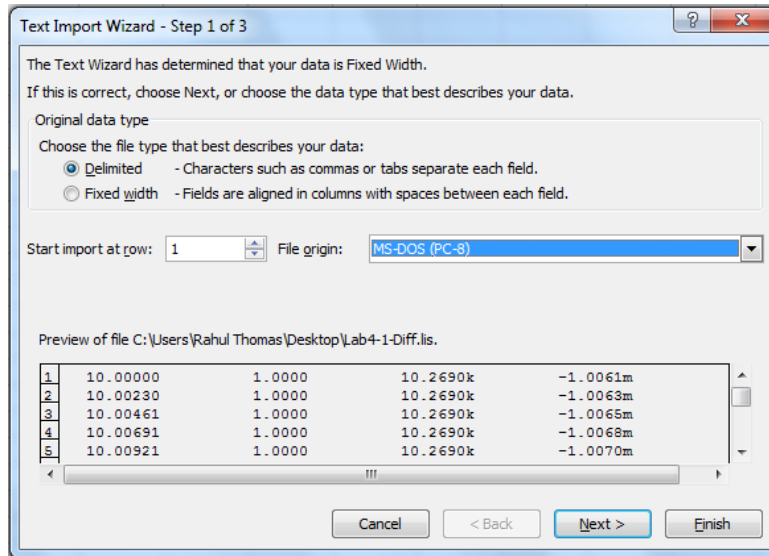 Text Import Wizard - Step 1 of 3
The Text Wizard has determined that your data is Fixed Width.
If this is correct, choose Next, or choose the data type that best describes your data.
Original data type
Choose the file type that best describes your data:
Delimited - Characters such as commas or tabs separate each field.
Fixed width - Fields are aligned in columns with spaces between each field.
Start import at row: 1 File origin: MS-DOS (PC-8)
Preview of file C:\Users\Rahul Thomas\Desktop\Lab4-1-Diff.lis.
1 10.00000 1.0000 10.2690k -1.0061m
2 10.00230 1.0000 10.2690k -1.0063m
3 10.00461 1.0000 10.2690k -1.0065m
4 10.00691 1.0000 10.2690k -1.0068m
5 10.00921 1.0000 10.2690k -1.0070m
Cancel < Back Next > Finish